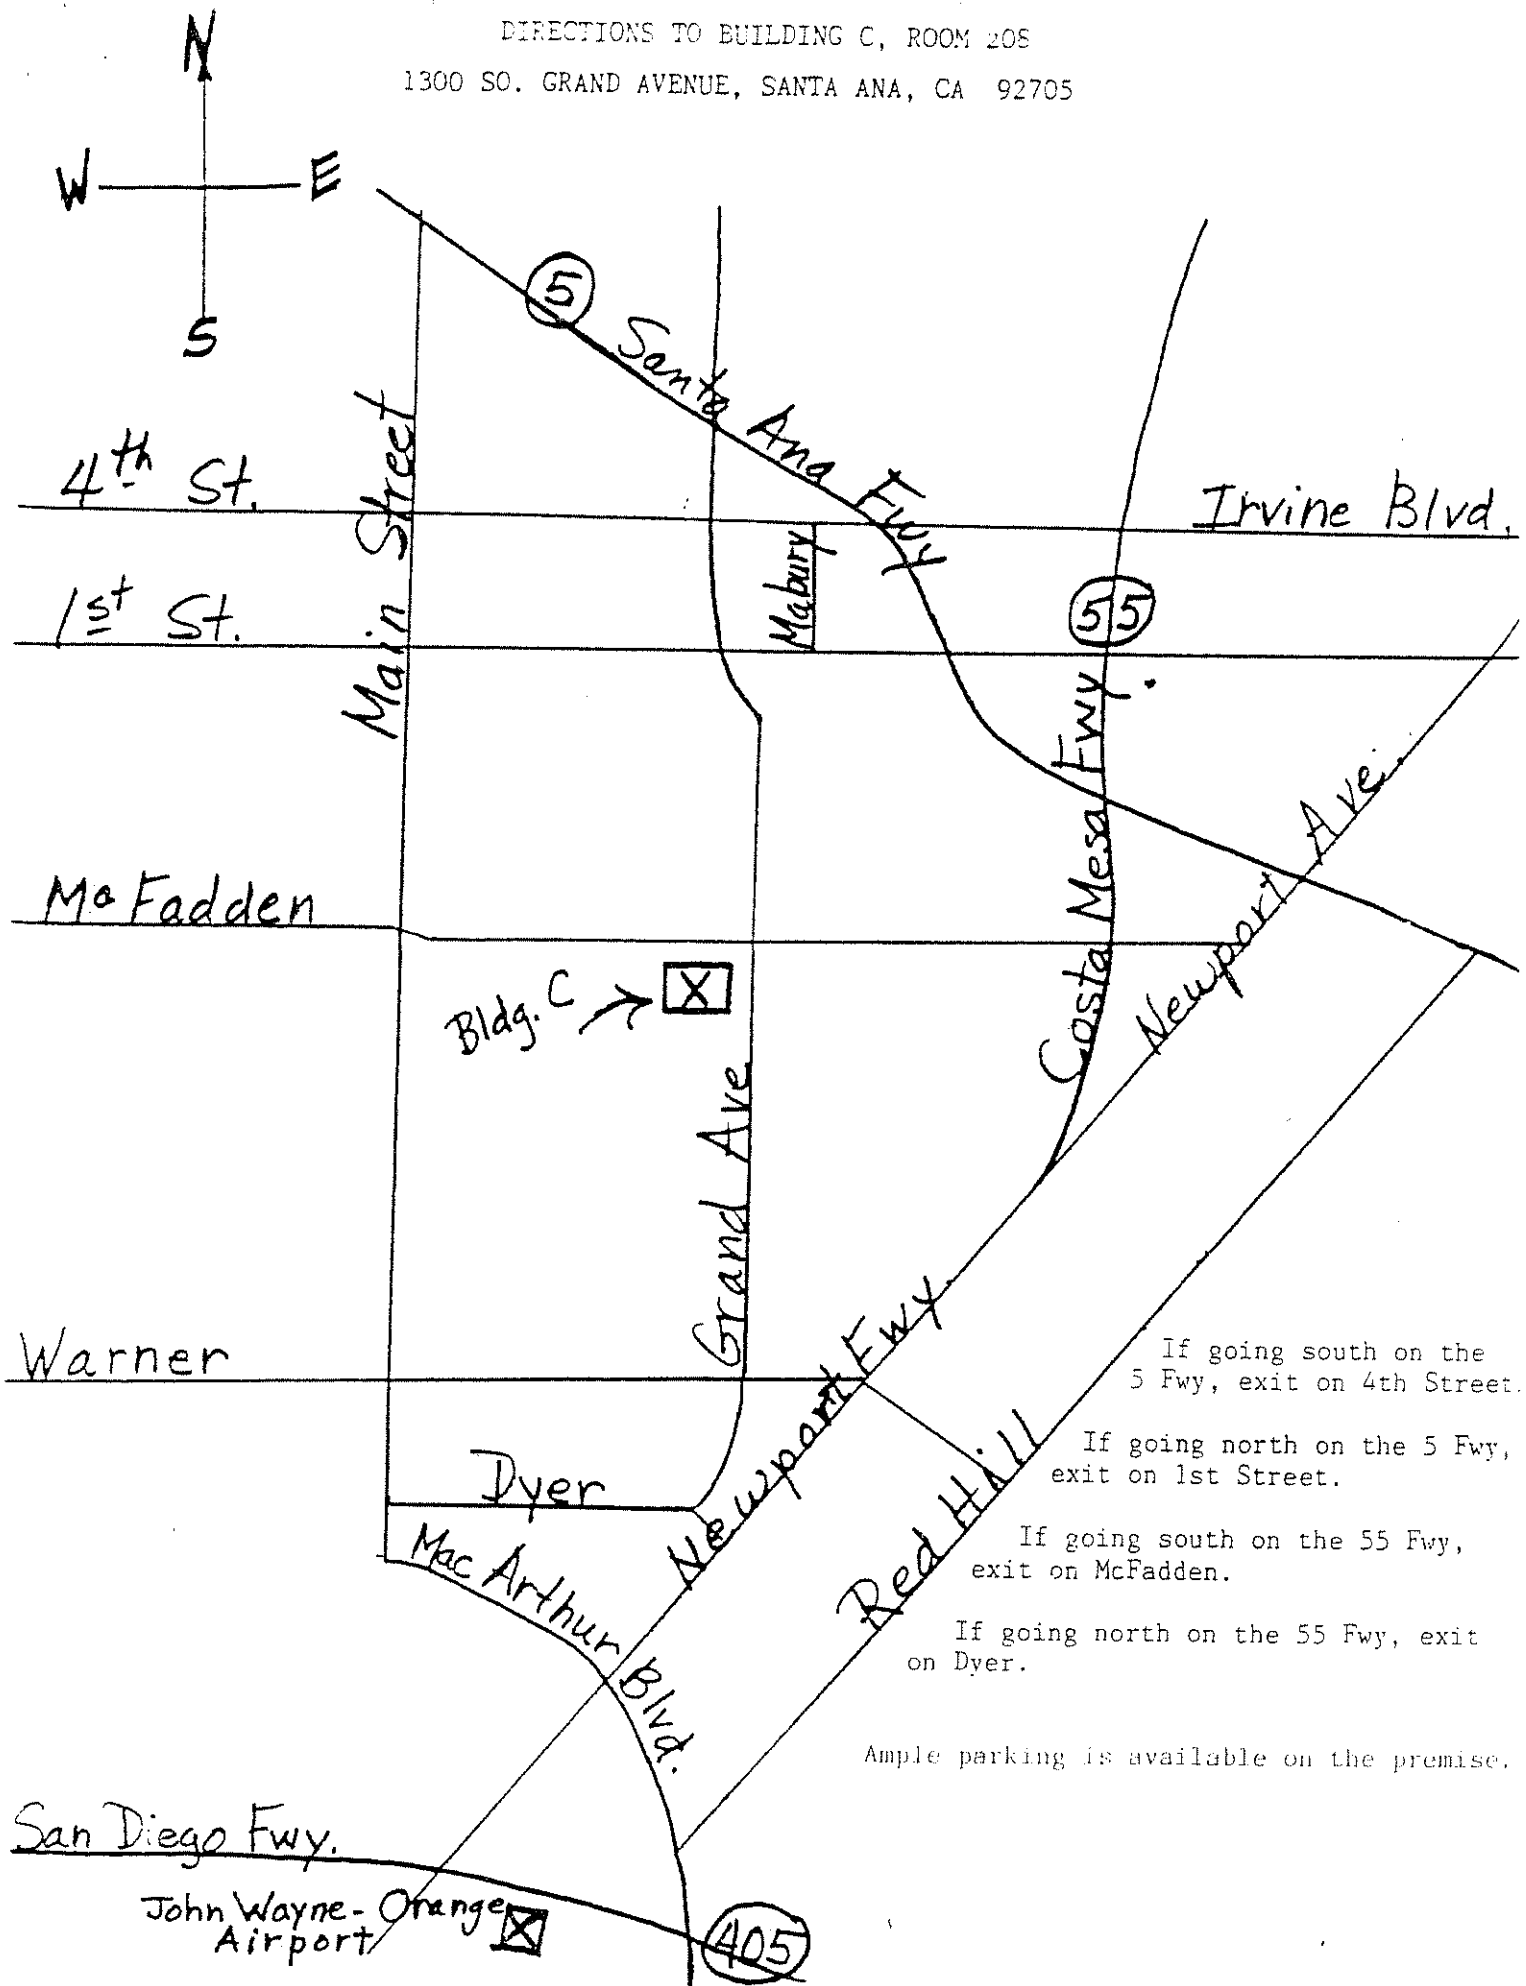 DIRECTIONS TO BUILDING C, ROOM 208
1300 SO. GRAND AVENUE, SANTA ANA, CA 92705
N
W E
S
5
Santa Ana Fwy
Main Street
4th St.
Irvine Blvd.
Mabury
1st St.
55
Costa Mesa Fwy.
Newport Ave.
McFadden
Bldg. C
X
Grand Ave
Warner
Newport Fwy.
Dyer
Red Hill
Mac Arthur Blvd.
If going south on the
5 Fwy, exit on 4th Street.
If going north on the 5 Fwy,
exit on 1st Street.
If going south on the 55 Fwy,
exit on McFadden.
If going north on the 55 Fwy, exit
on Dyer.
Ample parking is available on the premise.
San Diego Fwy.
John Wayne-Orange
Airport
X
405